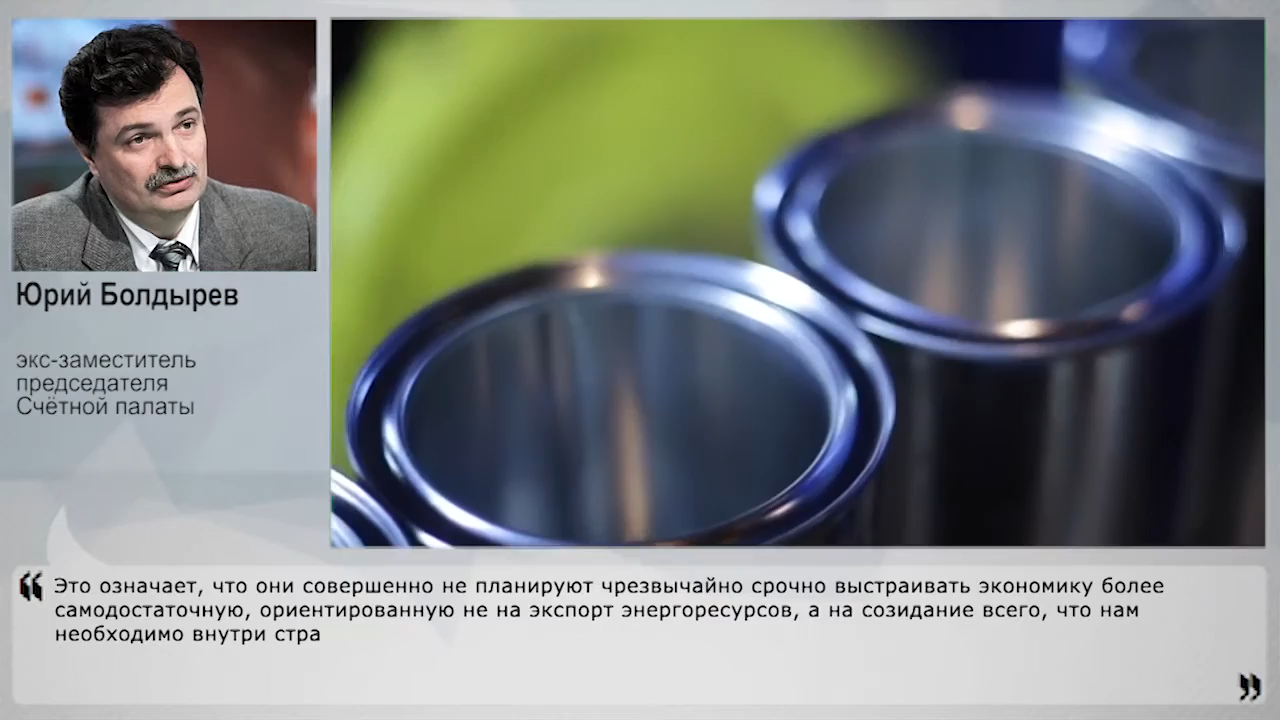 Юрий Болдырев
экс-заместитель
председателя
Счётной палаты
“ Это означает, что они совершенно не планируют чрезвычайно срочно выстраивать экономику более
самодостаточную, ориентированную не на экспорт энергоресурсов, а на созидание всего, что нам
необходимо внутри стра
”